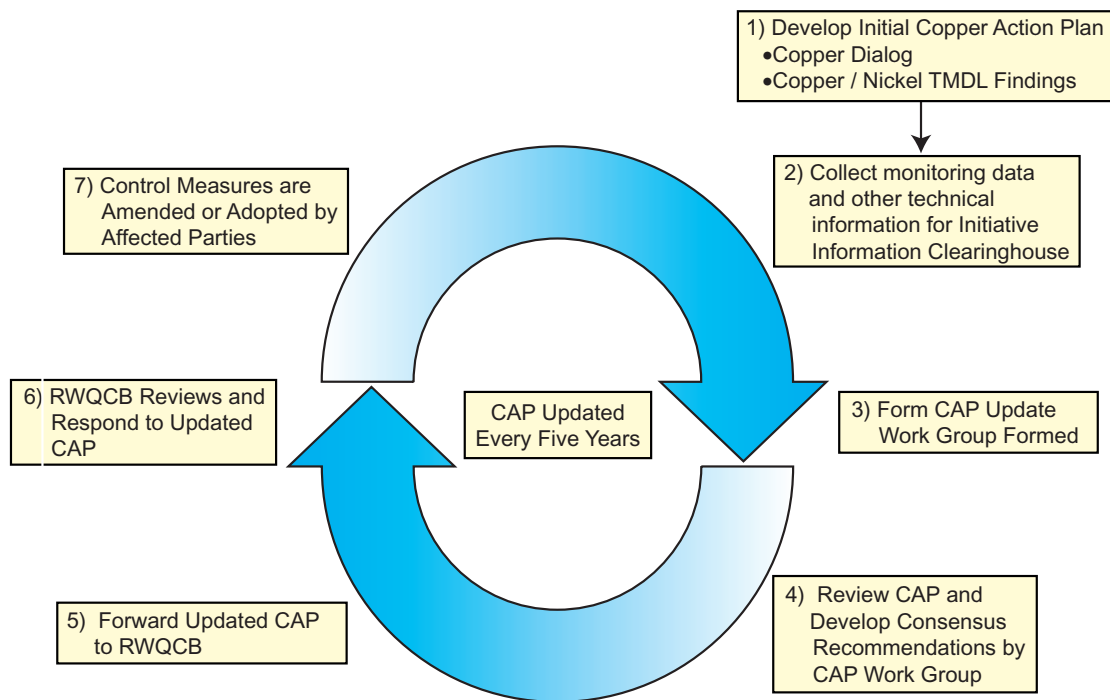 1) Develop Initial Copper Action Plan
•Copper Dialog
•Copper / Nickel TMDL Findings
2) Collect monitoring data
and other technical
information for Initiative
Information Clearinghouse
3) Form CAP Update
Work Group Formed
4) Review CAP and
Develop Consensus
Recommendations by
CAP Work Group
5) Forward Updated CAP
to RWQCB
6) RWQCB Reviews and
Respond to Updated
CAP
7) Control Measures are
Amended or Adopted by
Affected Parties
CAP Updated
Every Five Years